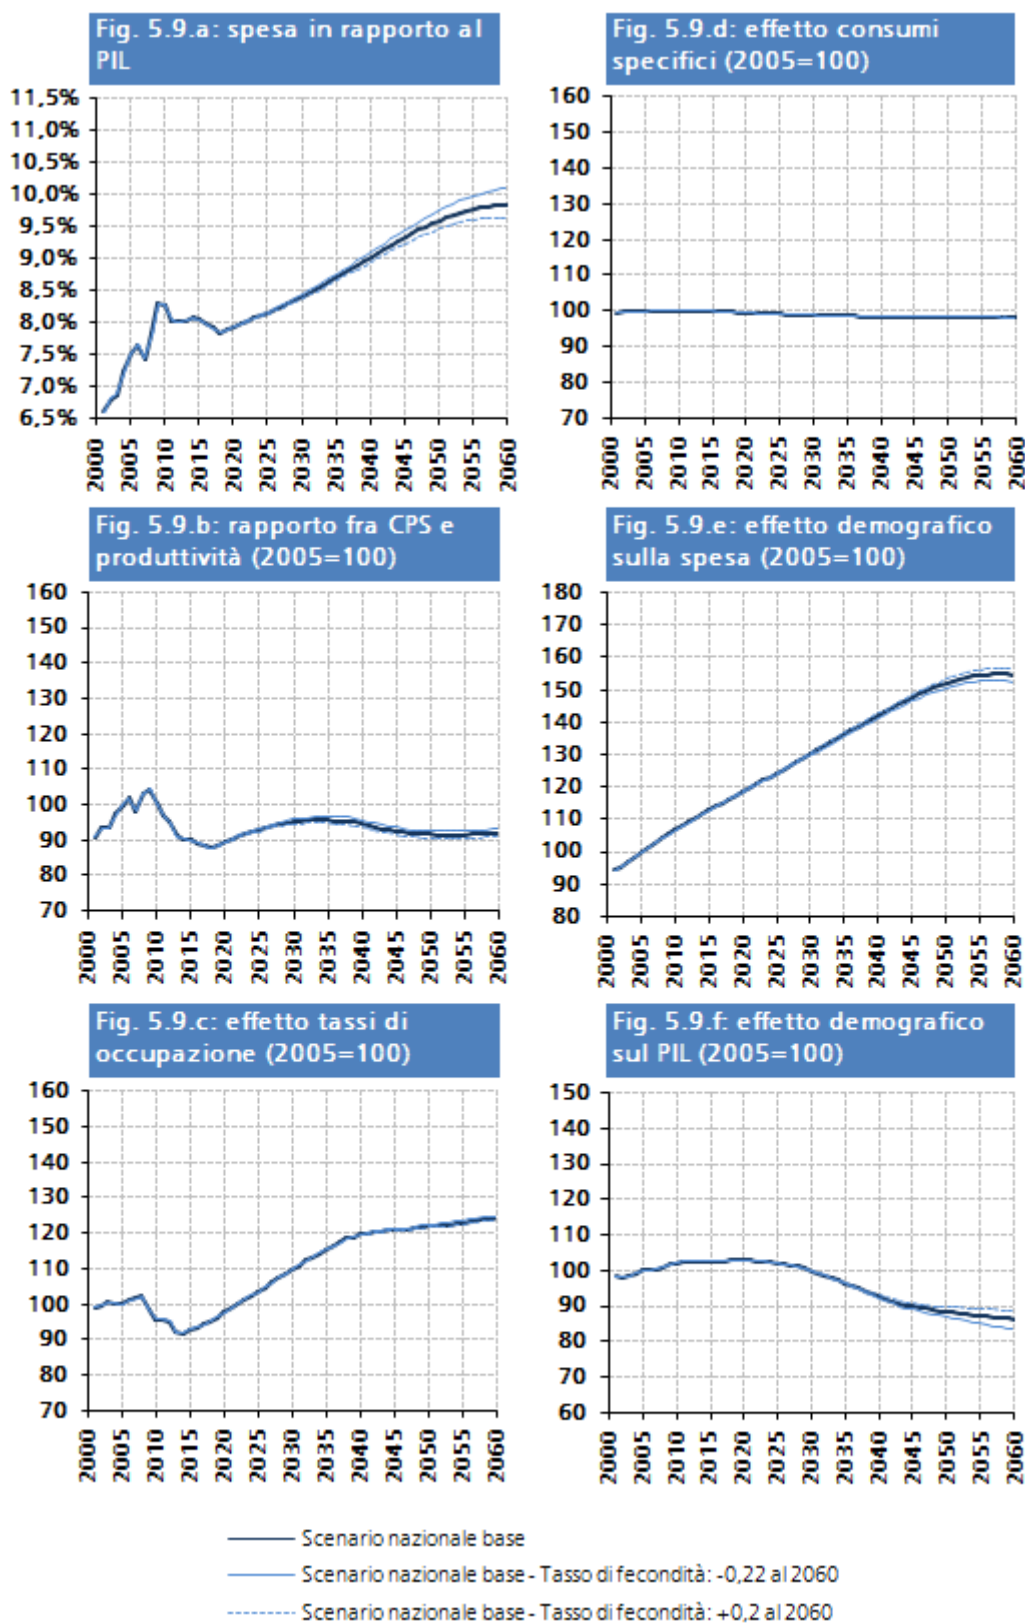 Fig. 5.9.a: spesa in rapporto al
PIL
11,5%
11,0%
10,5%
10,0%
9,5%
9,0%
8,5%
8,0%
7,5%
7,0%
6,5%
2000 2005 2010 2015 2020 2025 2030 2035 2040 2045 2050 2055 2060
Fig. 5.9.d: effetto consumi
specifici (2005=100)
160
150
140
130
120
110
100
90
80
70
2000 2005 2010 2015 2020 2025 2030 2035 2040 2045 2050 2055 2060
Fig. 5.9.b: rapporto fra CPS e
produttività (2005=100)
160
150
140
130
120
110
100
90
80
70
2000 2005 2010 2015 2020 2025 2030 2035 2040 2045 2050 2055 2060
Fig. 5.9.e: effetto demografico
sulla spesa (2005=100)
180
170
160
150
140
130
120
110
100
90
80
2000 2005 2010 2015 2020 2025 2030 2035 2040 2045 2050 2055 2060
Fig. 5.9.c: effetto tassi di
occupazione (2005=100)
160
150
140
130
120
110
100
90
80
70
2000 2005 2010 2015 2020 2025 2030 2035 2040 2045 2050 2055 2060
Fig. 5.9.f: effetto demografico
sul PIL (2005=100)
150
140
130
120
110
100
90
80
70
60
2000 2005 2010 2015 2020 2025 2030 2035 2040 2045 2050 2055 2060
Scenario nazionale base
Scenario nazionale base - Tasso di fecondità: -0,22 al 2060
Scenario nazionale base - Tasso di fecondità: +0,2 al 2060